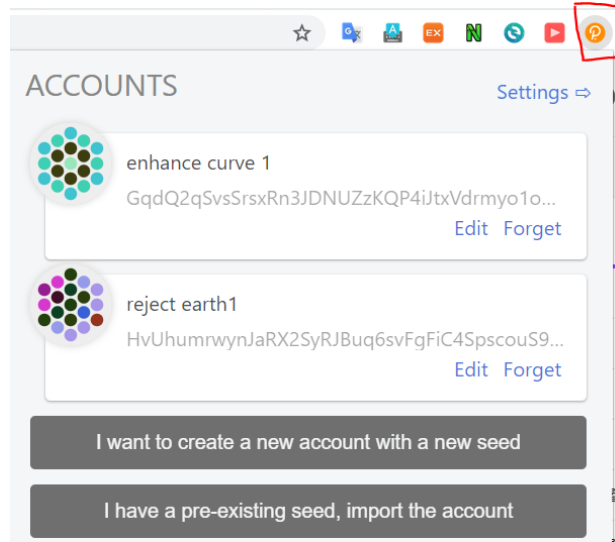 ACCOUNTS
Settings ⇨
enhance curve 1
GqdQ2qSvsSrsxRn3JDNUZzKQP4iJtxVdrmyo1o...
Edit Forget
reject earth1
HvUhumrwynJaRX2SyRJBuq6svFgFiC4SpscouS9...
Edit Forget
I want to create a new account with a new seed
I have a pre-existing seed, import the account